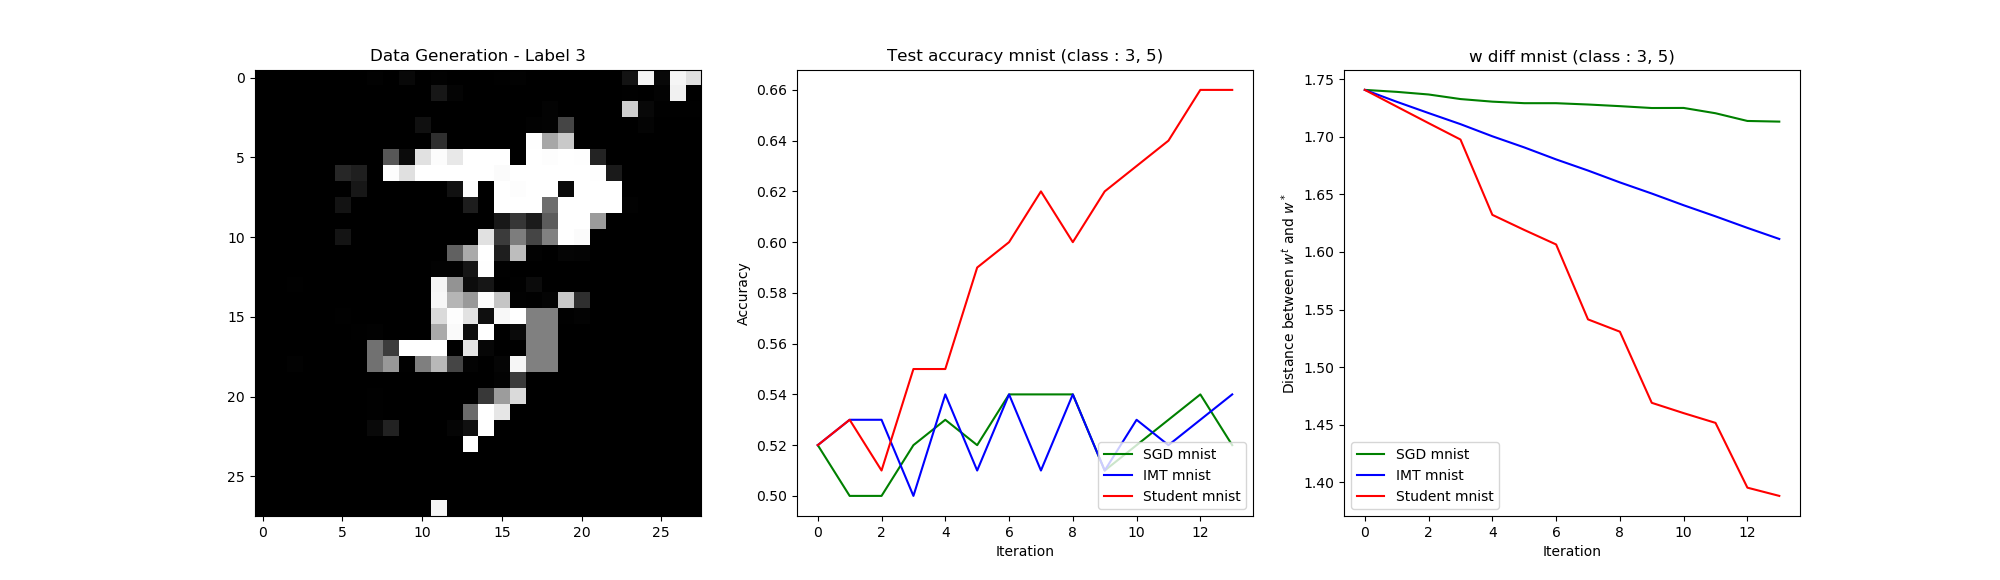 Data Generation - Label 3
0
5
10
15
20
25
0 5 10 15 20 25
Test accuracy mnist (class : 3, 5)
Accuracy
0.66
0.64
0.62
0.60
0.58
0.56
0.54
0.52
0.50
SGD mnist
IMT mnist
Student mnist
0 2 4 6 8 10 12
Iteration
w diff mnist (class : 3, 5)
Distance between w^t and w^*
1.75
1.70
1.65
1.60
1.55
1.50
1.45
1.40
SGD mnist
IMT mnist
Student mnist
0 2 4 6 8 10 12
Iteration